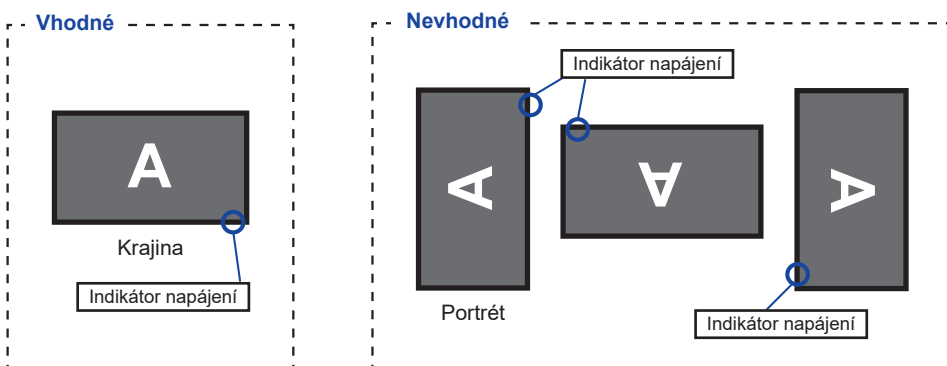 Vhodné
A
Krajina
Indikátor napájení
Nevhodné
Indikátor napájení
A
A
A
Portrét
Indikátor napájení